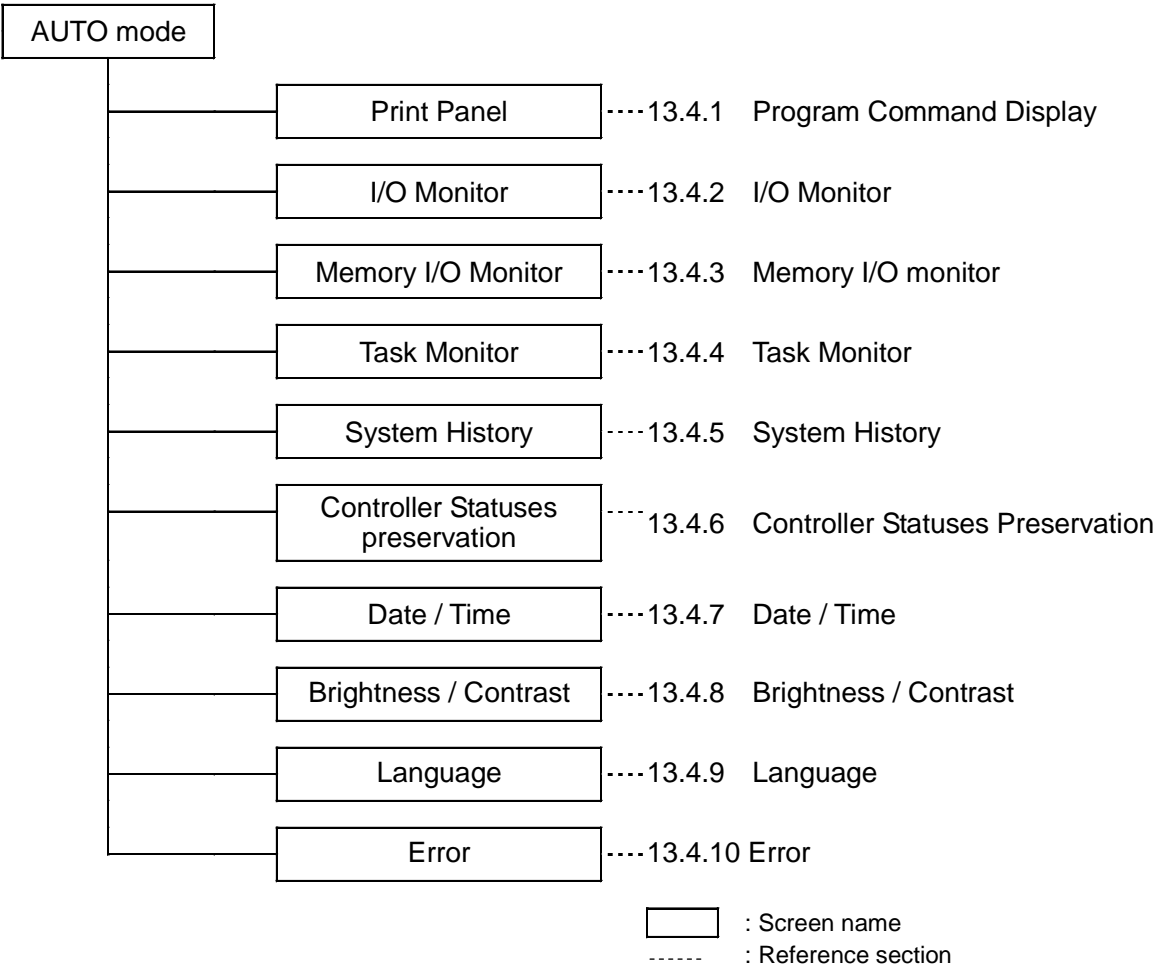 AUTO mode
Print Panel 13.4.1 Program Command Display
I/O Monitor 13.4.2 I/O Monitor
Memory I/O Monitor 13.4.3 Memory I/O monitor
Task Monitor 13.4.4 Task Monitor
System History 13.4.5 System History
Controller Statuses
preservation
13.4.6 Controller Statuses Preservation
Date / Time 13.4.7 Date / Time
Brightness / Contrast 13.4.8 Brightness / Contrast
Language 13.4.9 Language
Error 13.4.10 Error
: Screen name
: Reference section